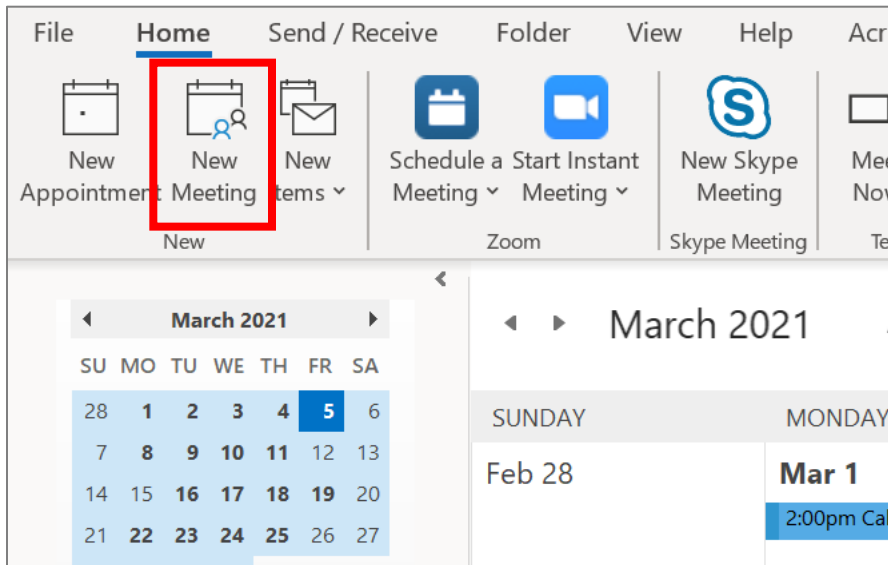 File Home Send / Receive Folder View Help
New New New Schedule a Start Instant New Skype
Appointment Meeting Items Meeting Meeting Meeting
New Zoom Skype Meeting
March 2021 March 2021
SU MO TU WE TH FR SA
28 1 2 3 4 5 6 SUNDAY MONDAY
7 8 9 10 11 12 13 Feb 28 Mar 1
14 15 16 17 18 19 20 2:00pm
21 22 23 24 25 26 27